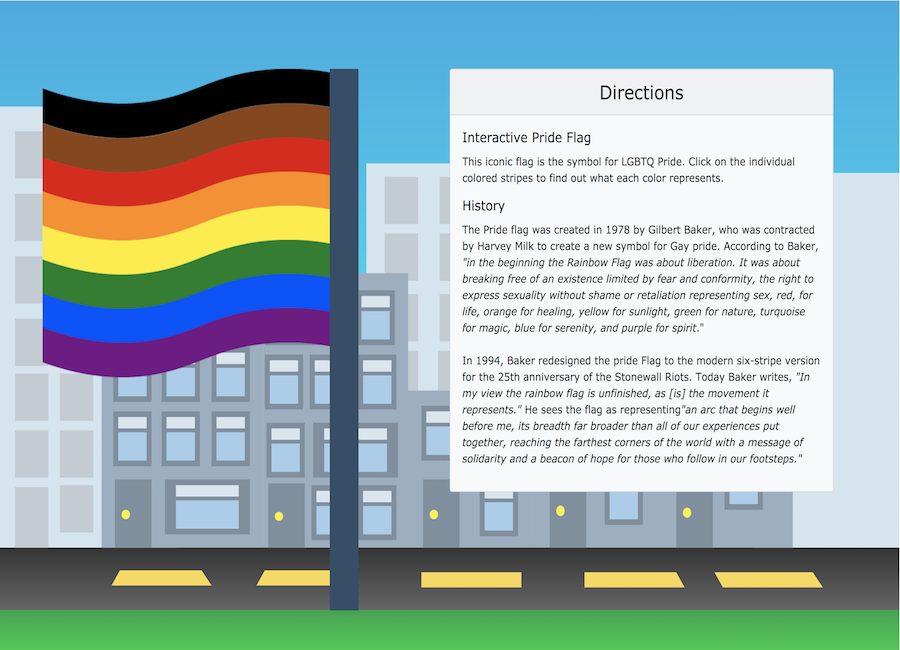 Directions
Interactive Pride Flag
This iconic flag is the symbol for LGBTQ Pride. Click on the individual
colored stripes to find out what each color represents.
History
The Pride flag was created in 1978 by Gilbert Baker, who was contracted
by Harvey Milk to create a new symbol for Gay pride. According to Baker,
"in the beginning the Rainbow Flag was about liberation. It was about
breaking free of an existence limited by fear and conformity, the right to
express sexuality without shame or retaliation representing sex, red, for
life, orange for healing, yellow for sunlight, green for nature, turquoise
for magic, blue for serenity, and purple for spirit."
In 1994, Baker redesigned the pride Flag to the modern six-stripe version
for the 25th anniversary of the Stonewall Riots. Today Baker writes, "In
my view the rainbow flag is unfinished, as [is] the movement it
represents." He sees the flag as representing"an arc that begins well
before me, its breadth far broader than all of our experiences put
together, reaching the farthest corners of the world with a message of
solidarity and a beacon of hope for those who follow in our footsteps."